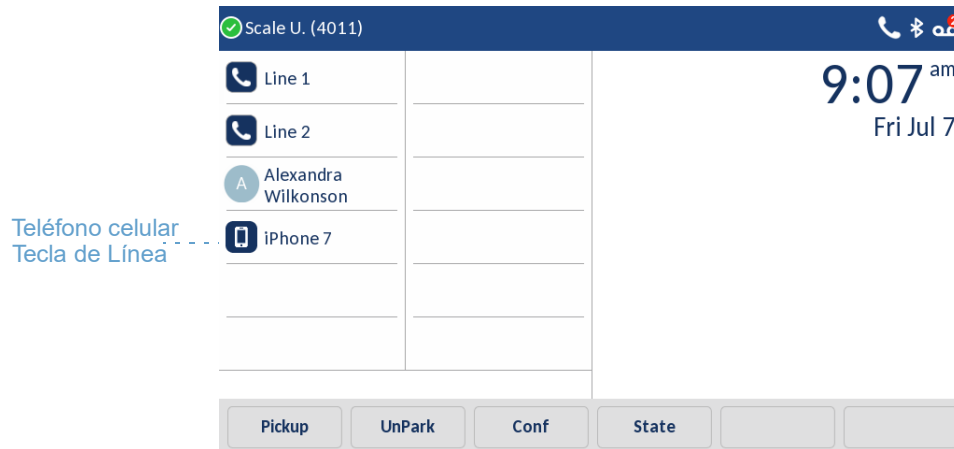 Scale U. (4011)
2
Line 1
9:07 am
Fri Jul 7
Line 2
A
Alexandra
Wilkonson
Teléfono celular
Tecla de Línea
iPhone 7
Pickup
UnPark
Conf
State